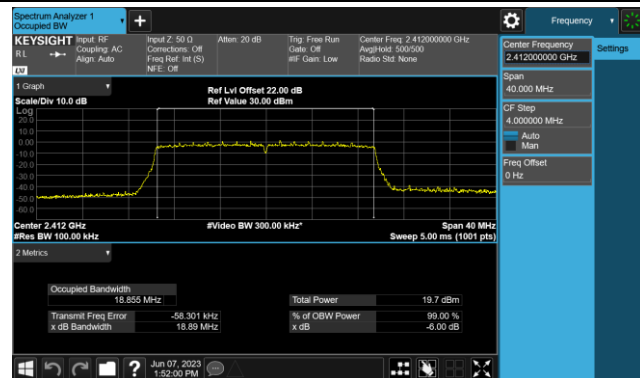 Spectrum Analyzer 1
Occupied BW
Frequency
KEYSIGHT
RL
LXI
Input: RF
Coupling: AC
Align: Auto
Input Z: 50 Ω
Corrections: Off
Freq Ref: Int (S)
NFE: Off
Atten: 20 dB
Trig: Free Run
Gate: Off
#IF Gain: Low
Center Freq: 2.412000000 GHz
Avg|Hold: 500/500
Radio Std: None
Center Frequency
2.412000000 GHz
Settings
Span
40.000 MHz
CF Step
4.000000 MHz
Auto
Man
Freq Offset
0 Hz
1 Graph
Scale/Div 10.0 dB
Ref Lvl Offset 22.00 dB
Ref Value 30.00 dBm
Log
20.0
10.0
0.00
-10.0
-20.0
-30.0
-40.0
-50.0
-60.0
Center 2.412 GHz
#Res BW 100.00 kHz
#Video BW 300.00 kHz*
Span 40 MHz
Sweep 5.00 ms (1001 pts)
2 Metrics
Occupied Bandwidth
18.855 MHz
Total Power 19.7 dBm
Transmit Freq Error -58.301 kHz
% of OBW Power 99.00 %
x dB Bandwidth 18.89 MHz
x dB -6.00 dB
?
Jun 07, 2023
1:52:00 PM